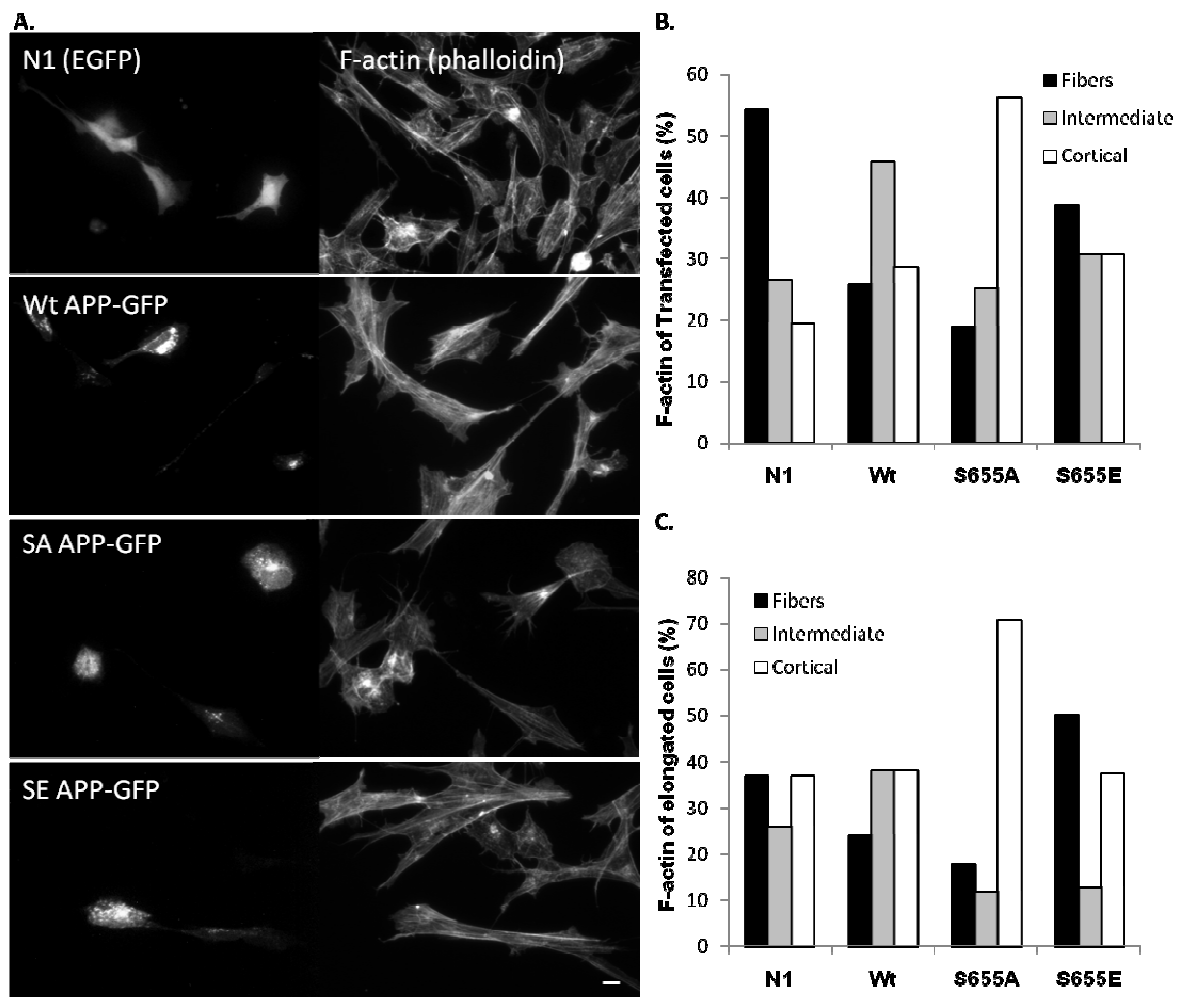 A.
N1 (EGFP)
F-actin (phalloidin)
Wt APP-GFP
SA APP-GFP
SE APP-GFP
B.
F-actin of Transfected cells (%)
60
50
40
30
20
10
0
Fibers
Intermediate
Cortical
N1 Wt S655A S655E
C.
F-actin of elongated cells (%)
80
70
60
50
40
30
20
10
0
Fibers
Intermediate
Cortical
N1 Wt S655A S655E